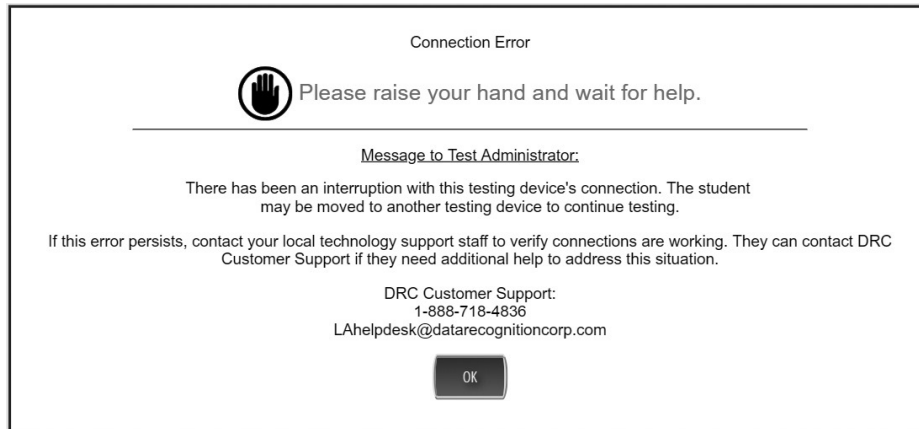 Connection Error
Please raise your hand and wait for help.
Message to Test Administrator:
There has been an interruption with this testing device's connection. The student
may be moved to another testing device to continue testing.
If this error persists, contact your local technology support staff to verify connections are working. They can contact DRC
Customer Support if they need additional help to address this situation.
DRC Customer Support:
1-888-718-4836
LAhelpdesk@datarecognitioncorp.com
OK